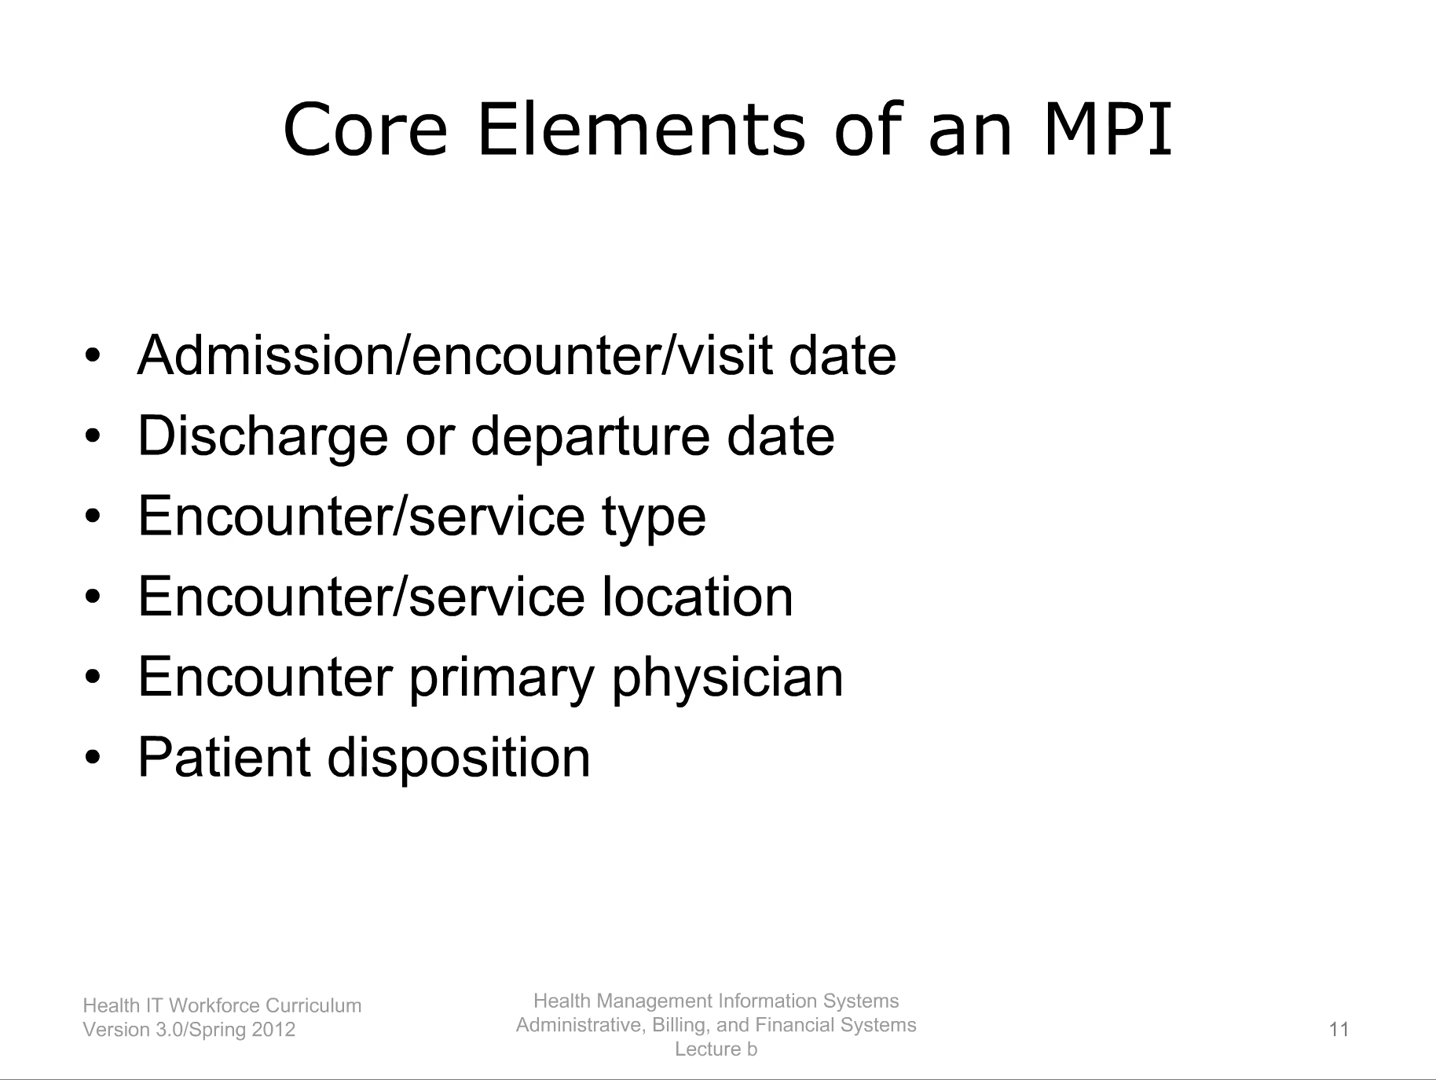 Core Elements of an MPI
• Admission/encounter/visit date
• Discharge or departure date
• Encounter/service type
• Encounter/service location
• Encounter primary physician
• Patient disposition
Health IT Workforce Curriculum
Version 3.0/Spring 2012
Health Management Information Systems
Administrative, Billing, and Financial Systems
Lecture b
11